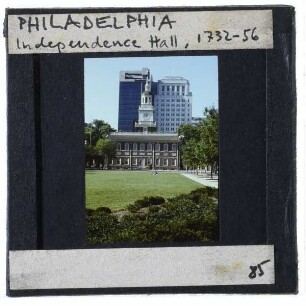 PHILADELPHIA
Independence Hall, 1732-56
85